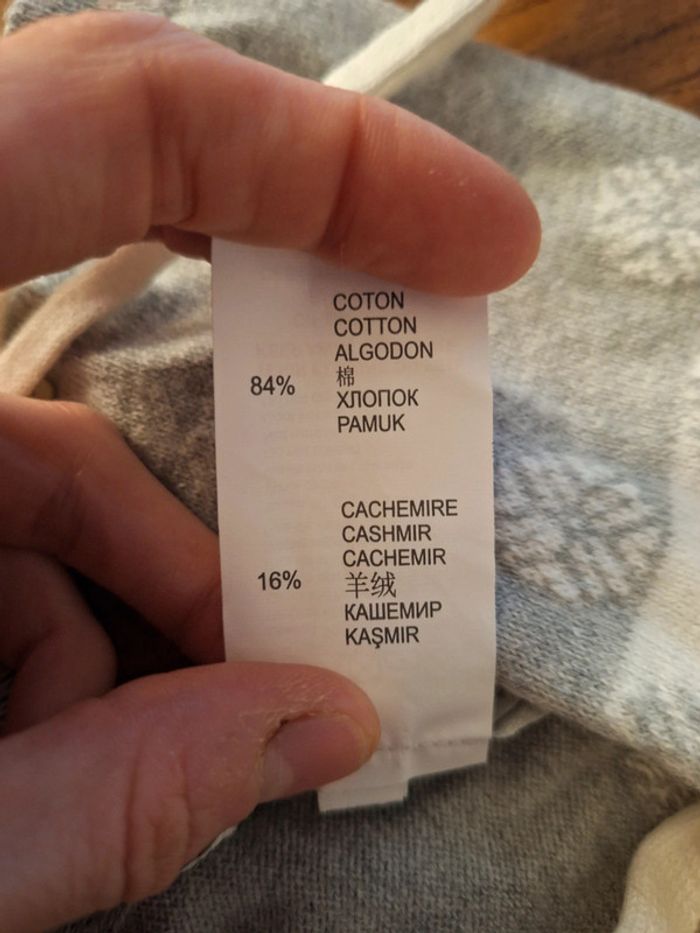 COTON
COTTON
ALGODON
84% 棉
ХЛОПОК
PAMUK
CACHEMIRE
CASHMIR
CACHEMIR
16% 羊绒
КАШЕМИР
KAŞMIR